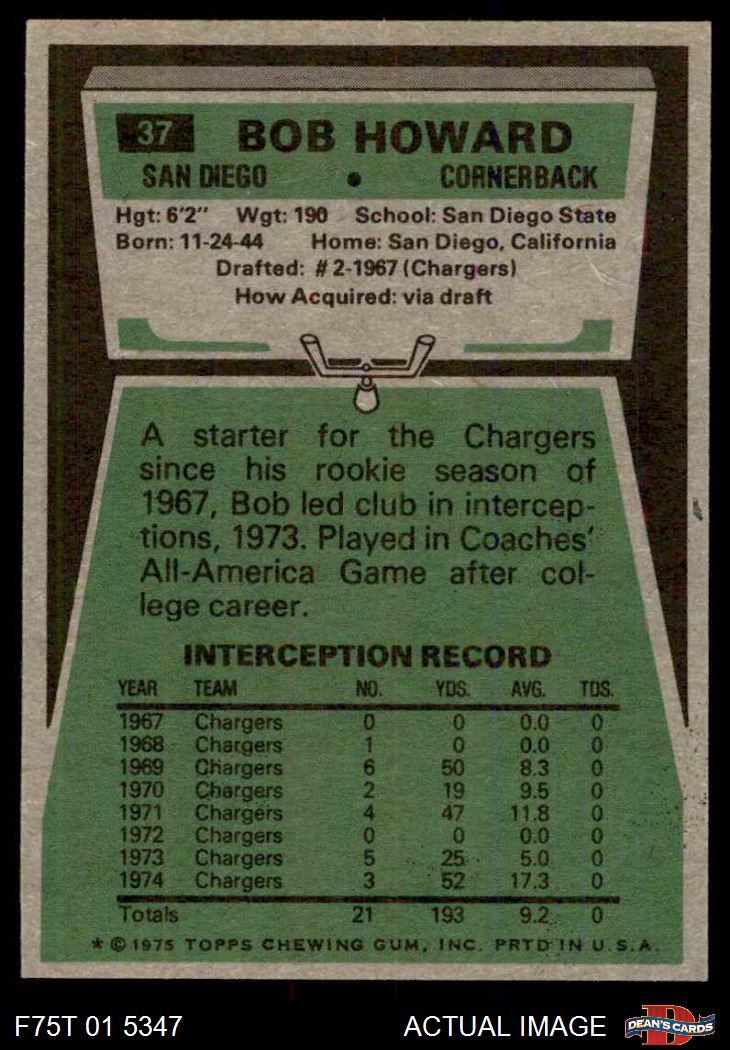 37 BOB HOWARD
SAN DIEGO • CORNERBACK
Hgt: 6'2" Wgt: 190 School: San Diego State
Born: 11-24-44 Home: San Diego, California
Drafted: #2-1967 (Chargers)
How Acquired: via draft
A starter for the Chargers
since his rookie season of
1967, Bob led club in intercep-
tions, 1973. Played in Coaches'
All-America Game after col-
lege career.
INTERCEPTION RECORD
YEAR TEAM NO. YDS. AVG. TDS.
1967 Chargers 0 0 0.0 0
1968 Chargers 1 0 0.0 0
1969 Chargers 6 50 8.3 0
1970 Chargers 2 19 9.5 0
1971 Chargers 4 47 11.8 0
1972 Chargers 0 0 0.0 0
1973 Chargers 5 25 5.0 0
1974 Chargers 3 52 17.3 0
Totals 21 193 9.2 0
* © 1975 TOPPS CHEWING GUM, INC. PRTD IN U.S.A.
F75T 01 5347 ACTUAL IMAGE D DEAN'S CARDS